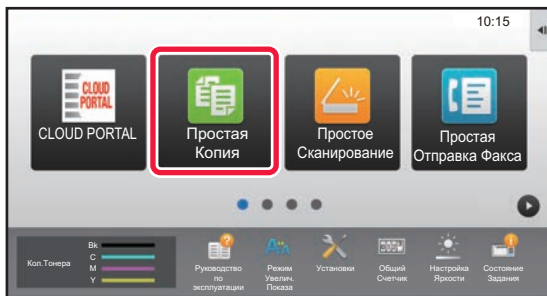 10:15
CLOUD
PORTAL
CLOUD PORTAL
Простая
Копия
Простое
Сканирование
Простая
Отправка Факса
Кол.Тонера
Bk
C
M
Y
Руководство
по
эксплуатации
Режим
Увелич.
Показа
Установки
Общий
Счетчик
Настройка
Яркости
Состояние
Задания